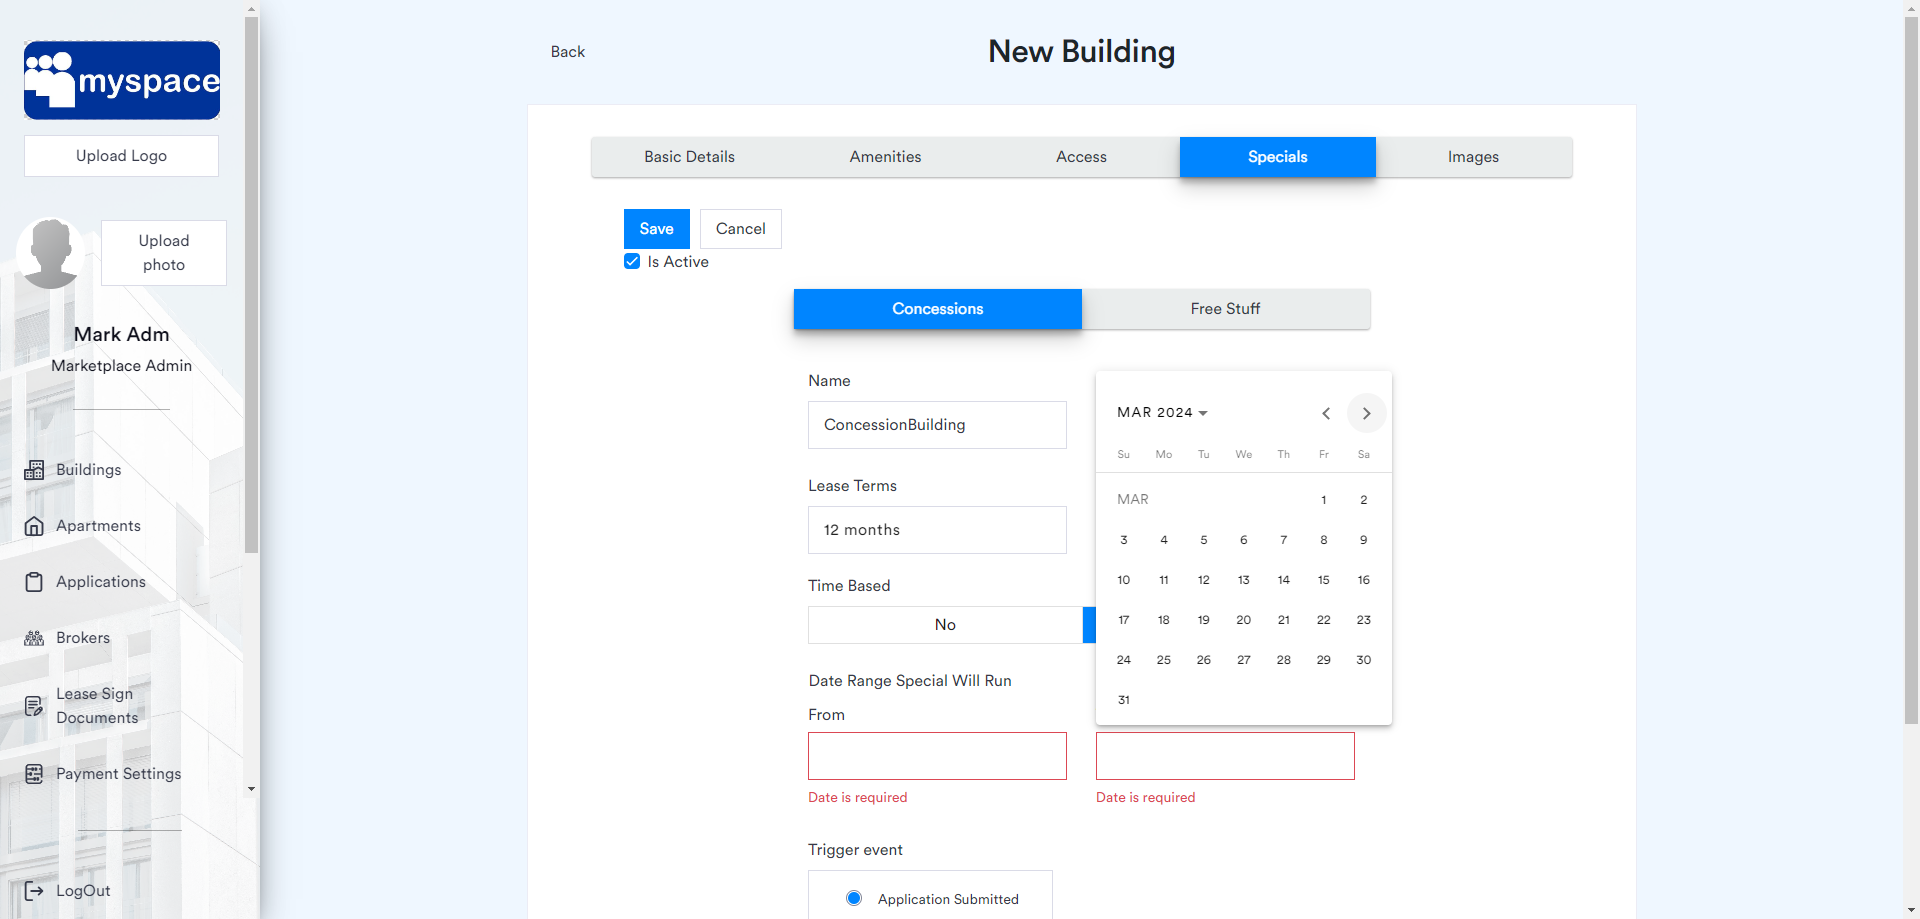 myspace
Upload Logo
Upload
photo
Mark Adm
Marketplace Admin
Buildings
Apartments
Applications
Brokers
Lease Sign
Documents
Payment Settings
LogOut
Back
New Building
Basic Details
Amenities
Access
Specials
Images
Save
Cancel
Is Active
Concessions
Free Stuff
Name
ConcessionBuilding
Lease Terms
12 months
Time Based
No
MAR 2024
Su Mo Tu We Th Fr Sa
MAR 1 2
3 4 5 6 7 8 9
10 11 12 13 14 15 16
17 18 19 20 21 22 23
24 25 26 27 28 29 30
31
Date Range Special Will Run
From
Date is required
Date is required
Trigger event
Application Submitted